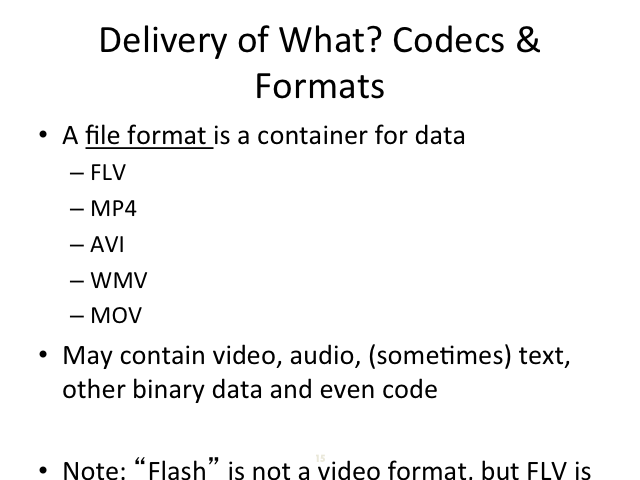 Delivery of What? Codecs &
Formats
• A file format is a container for data
– FLV
– MP4
– AVI
– WMV
– MOV
• May contain video, audio, (sometimes) text,
other binary data and even code
15
• Note: “Flash” is not a video format, but FLV is